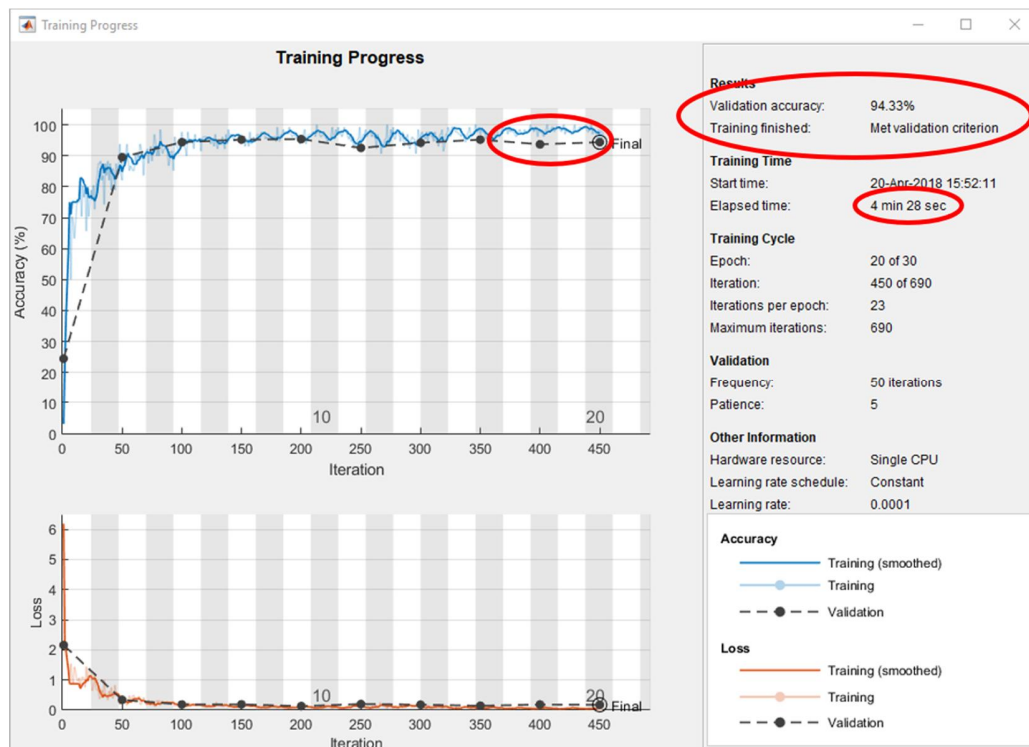 Training Progress
Training Progress
Accuracy (%)
100
90
80
70
60
50
40
30
20
10
0
10
20
Final
0 50 100 150 200 250 300 350 400 450
Iteration
Loss
6
5
4
3
2
1
0
10
20
Final
0 50 100 150 200 250 300 350 400 450
Iteration
Results
Validation accuracy: 94.33%
Training finished: Met validation criterion
Training Time
Start time: 20-Apr-2018 15:52:11
Elapsed time: 4 min 28 sec
Training Cycle
Epoch: 20 of 30
Iteration: 450 of 690
Iterations per epoch: 23
Maximum iterations: 690
Validation
Frequency: 50 iterations
Patience: 5
Other Information
Hardware resource: Single CPU
Learning rate schedule: Constant
Learning rate: 0.0001
Accuracy
Training (smoothed)
Training
Validation
Loss
Training (smoothed)
Training
Validation